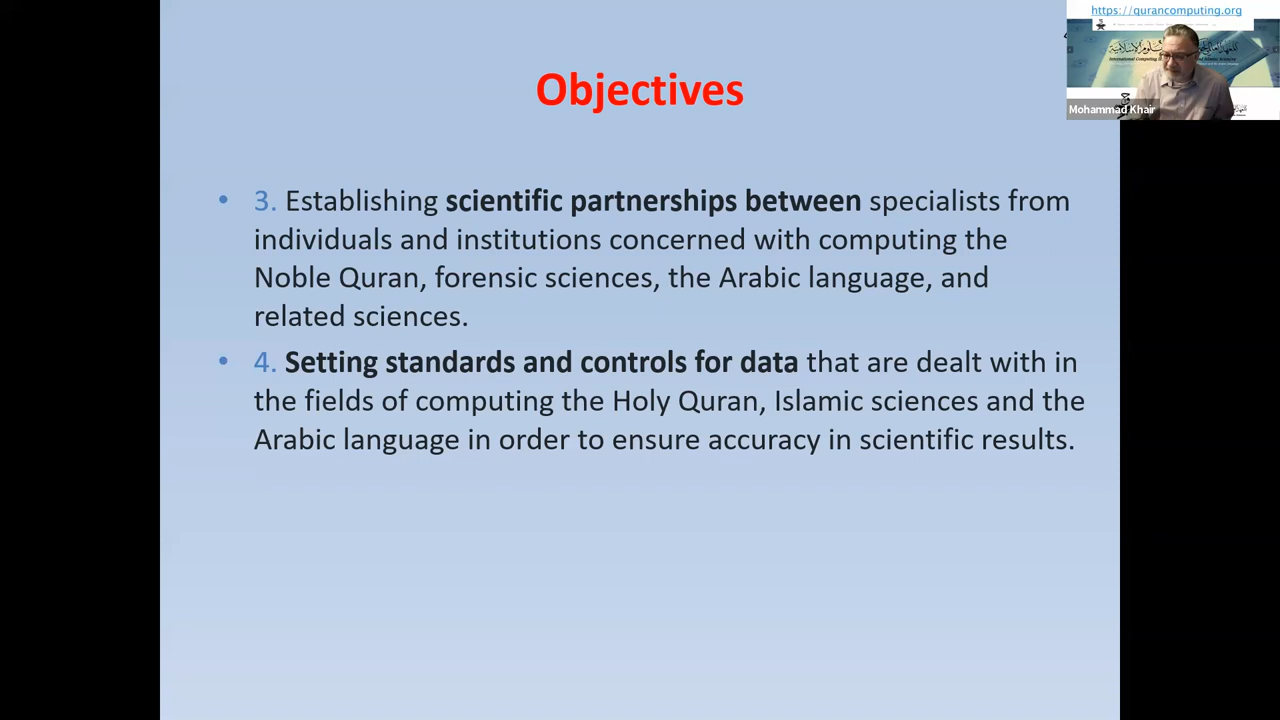 https://qurancomputing.org
Mohammad Khair
Objectives
• 3. Establishing scientific partnerships between specialists from
individuals and institutions concerned with computing the
Noble Quran, forensic sciences, the Arabic language, and
related sciences.
• 4. Setting standards and controls for data that are dealt with in
the fields of computing the Holy Quran, Islamic sciences and the
Arabic language in order to ensure accuracy in scientific results.